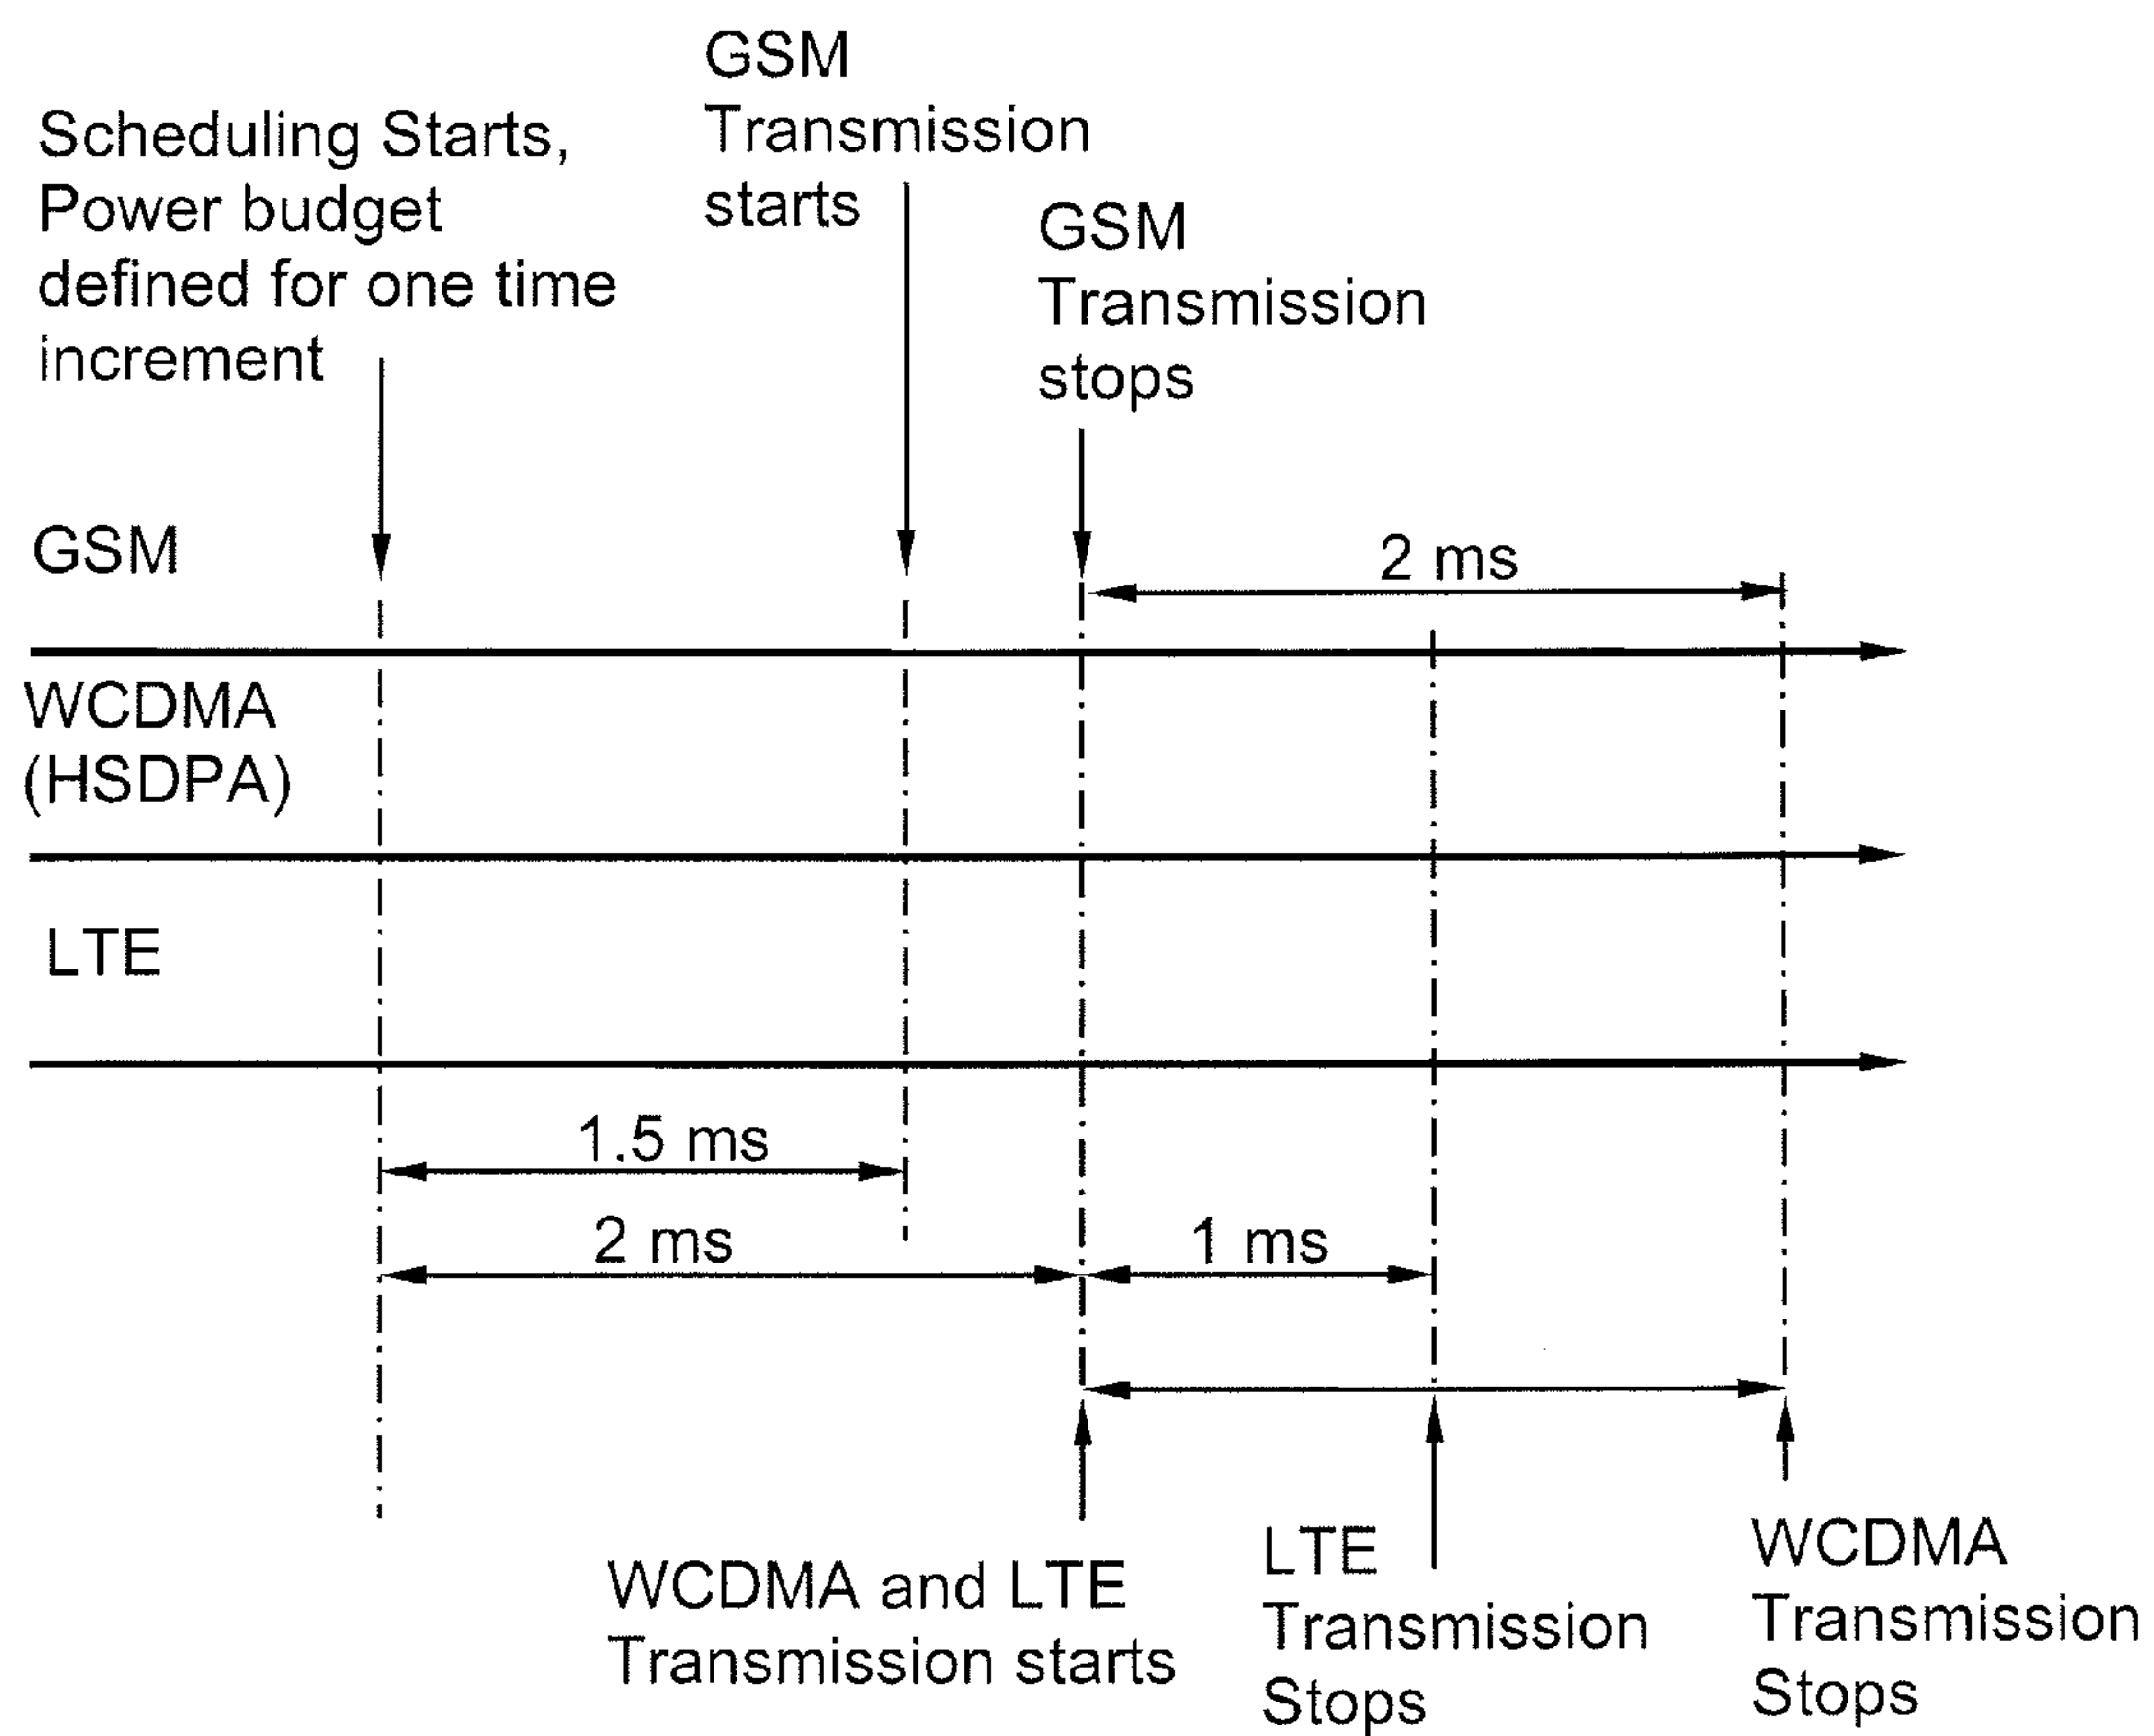 GSM
Transmission
starts
Scheduling Starts,
Power budget
defined for one time
increment
GSM
Transmission
stops
GSM
2 ms
WCDMA
(HSDPA)
LTE
1.5 ms
2 ms
1 ms
WCDMA and LTE
Transmission starts
LTE
Transmission
Stops
WCDMA
Transmission
Stops